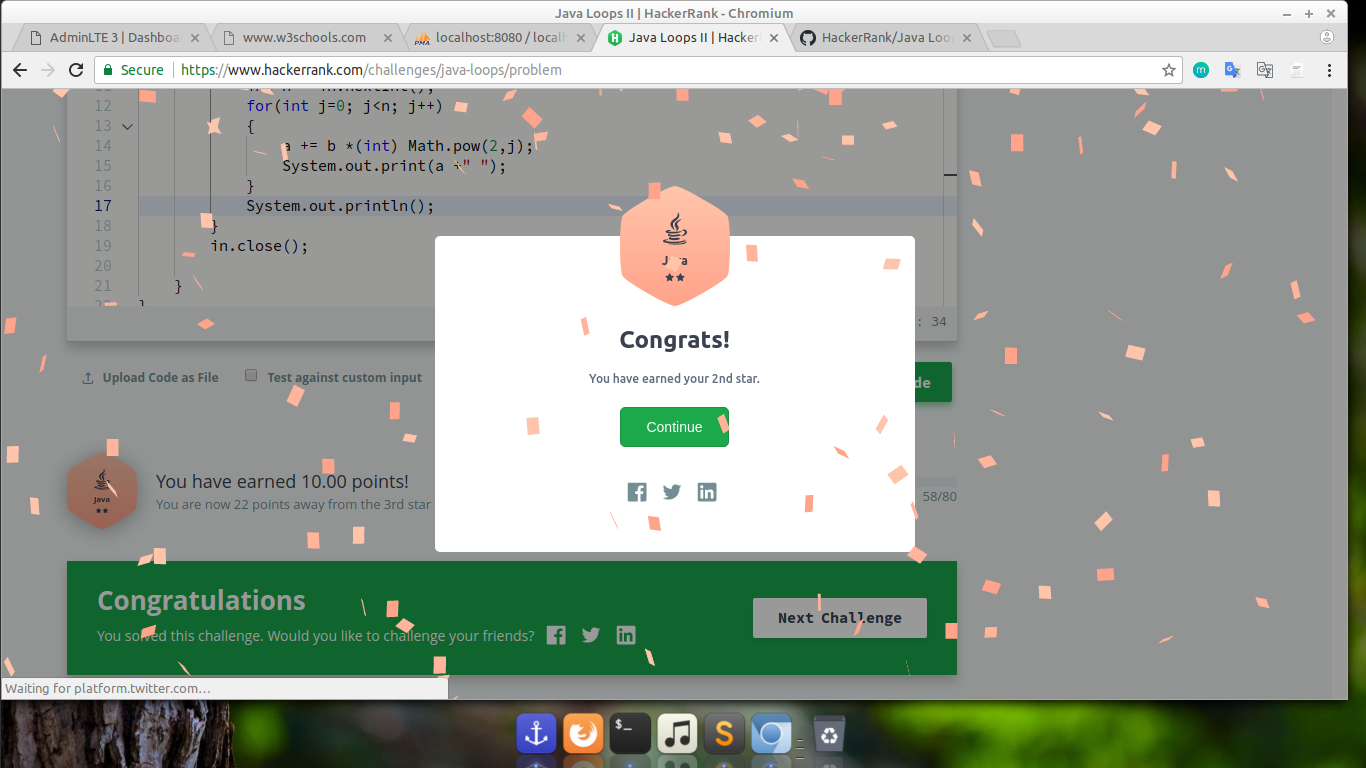 Java Loops II | HackerRank - Chromium
AdminLTE 3 | Dashboa
www.w3schools.com
localhost:8080 / local
Java Loops II | Hacker
HackerRank/Java Loo
Secure
https://www.hackerrank.com/challenges/java-loops/problem
12 for(int j=0; j<n; j++)
13 {
14 a += b *(int) Math.pow(2,j);
15 System.out.print(a +" ");
16 }
17 System.out.println();
18 }
19 in.close();
20
21 }
: 34
Java
Congrats!
You have earned your 2nd star.
Continue
Upload Code as File
Test against custom input
de
Java
You have earned 10.00 points!
You are now 22 points away from the 3rd star
58/80
Congratulations
You solved this challenge. Would you like to challenge your friends?
Next Challenge
Waiting for platform.twitter.com…